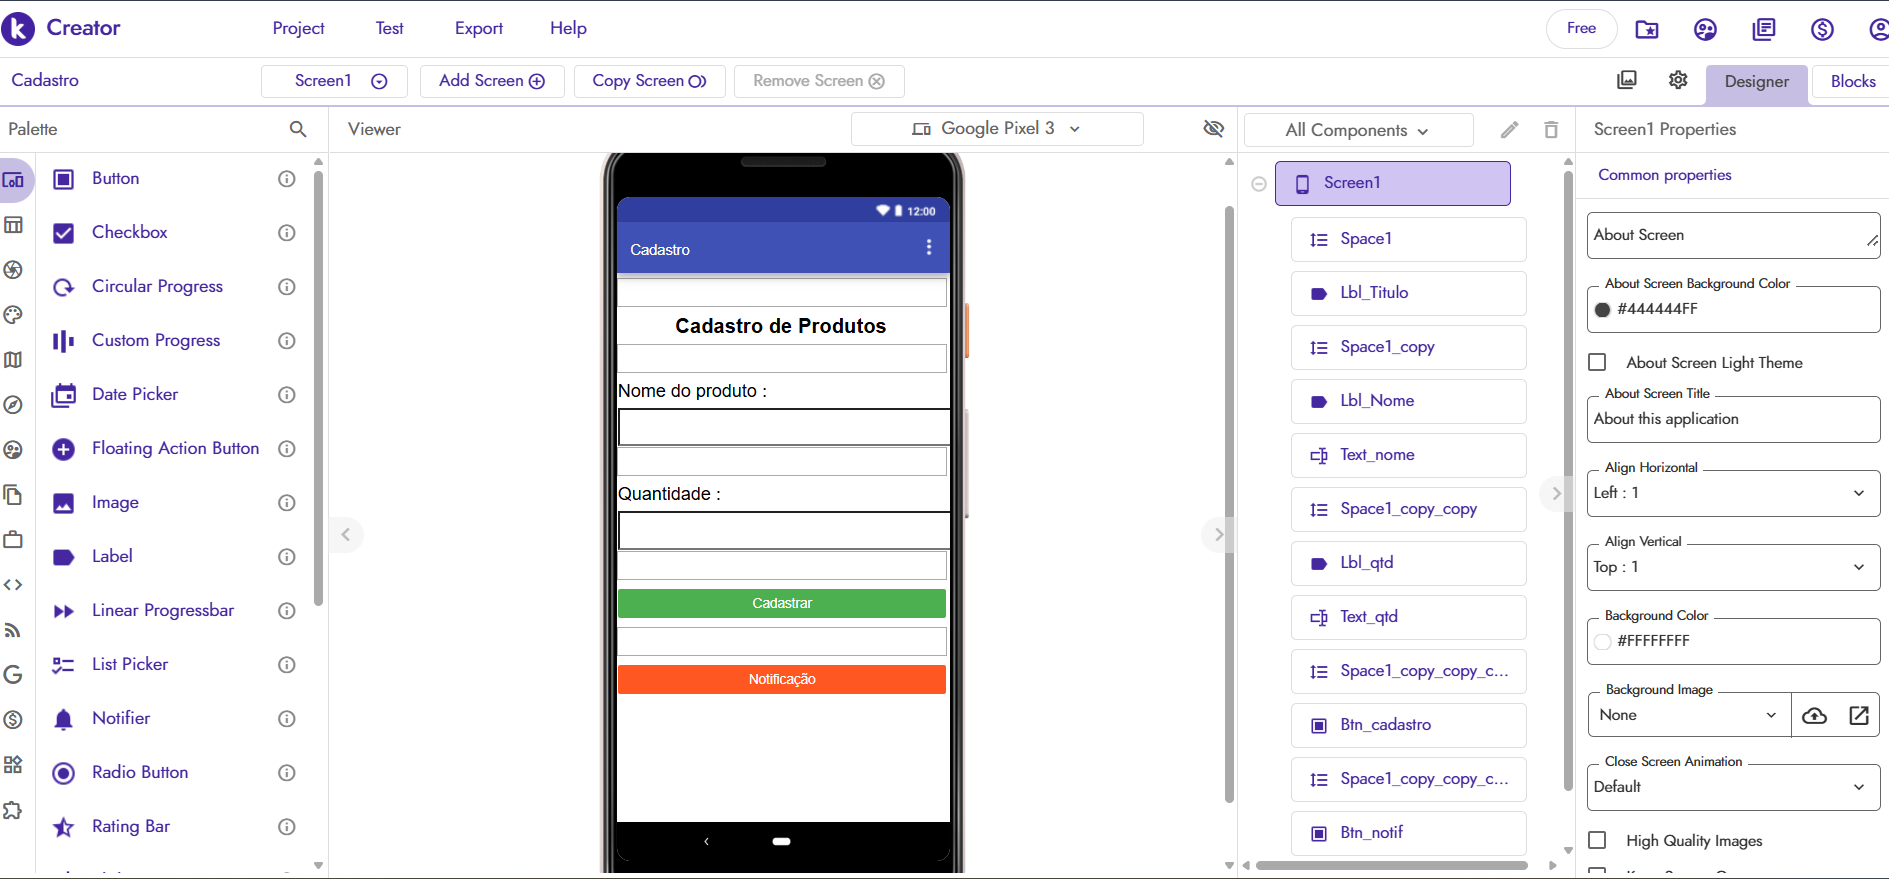 Creator
Project
Test
Export
Help
Free
Cadastro
Screen1
Add Screen
Copy Screen
Remove Screen
Designer
Blocks
Palette
Viewer
Google Pixel 3
All Components
Screen1 Properties
Button
Checkbox
Circular Progress
Custom Progress
Date Picker
Floating Action Button
Image
Label
Linear Progressbar
List Picker
Notifier
Radio Button
Rating Bar
12:00
Cadastro
Cadastro de Produtos
Nome do produto :
Quantidade :
Cadastrar
Notificação
Screen1
Space1
Lbl_Titulo
Space1_copy
Lbl_Nome
Text_nome
Space1_copy_copy
Lbl_qtd
Text_qtd
Space1_copy_copy_c...
Btn_cadastro
Space1_copy_copy_c...
Btn_notif
Common properties
About Screen
About Screen Background Color
#444444FF
About Screen Light Theme
About Screen Title
About this application
Align Horizontal
Left : 1
Align Vertical
Top : 1
Background Color
#FFFFFFFF
Background Image
None
Close Screen Animation
Default
High Quality Images